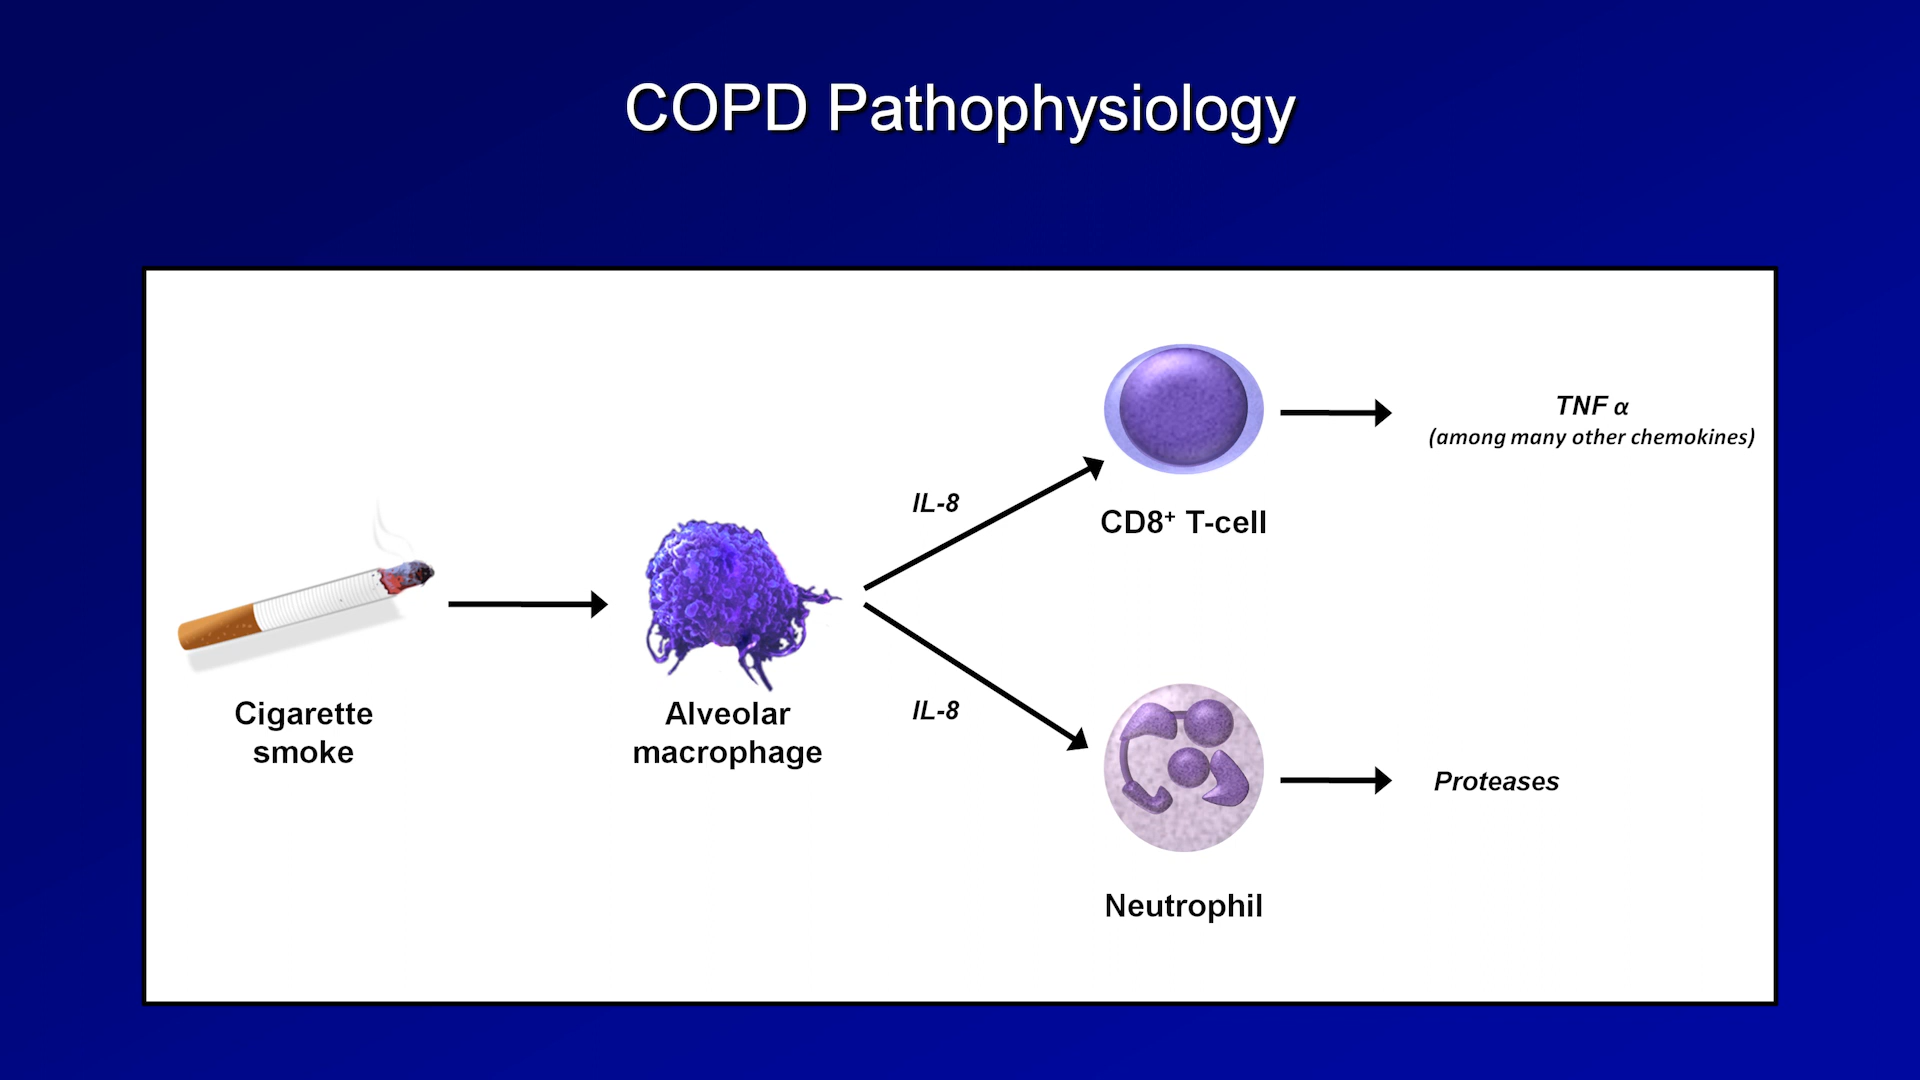 COPD Pathophysiology
Cigarette
smoke
Alveolar
macrophage
IL-8
IL-8
CD8⁺ T-cell
Neutrophil
TNF α
(among many other chemokines)
Proteases